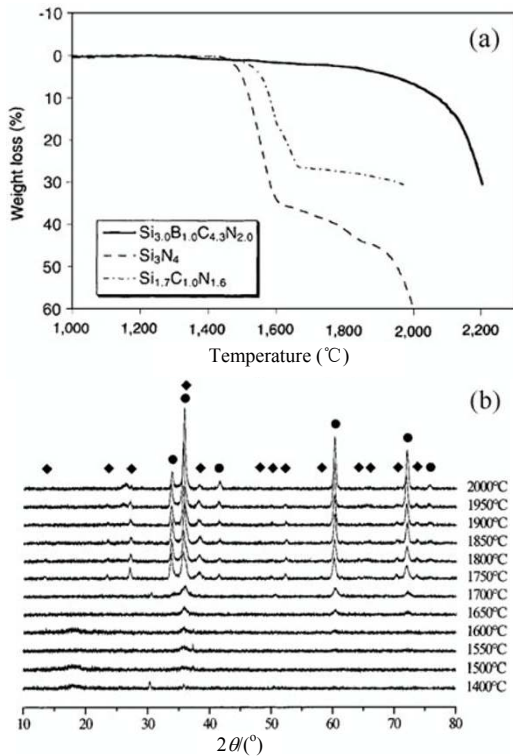 (a)
-10
0
10
20
30
40
50
60
Weight loss (%)
Si3.0B1.0C4.3N2.0
Si3N4
Si1.7C1.0N1.6
1,000 1,200 1,400 1,600 1,800 2,000 2,200
Temperature (℃)
(b)
2000°C
1950°C
1900°C
1850°C
1800°C
1750°C
1700°C
1650°C
1600°C
1550°C
1500°C
1400°C
10 20 30 40 50 60 70 80
2θ/(°)